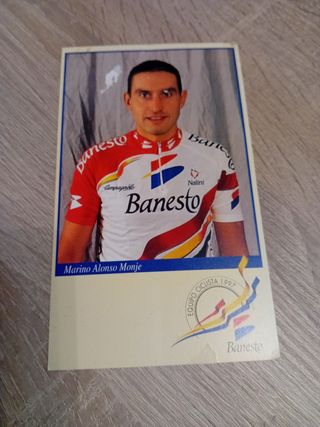 Banesto
Banesto
Campagnolo
Nalini
Banesto
Marino Alonso Monje
EQUIPO CICLISTA 1997
Banesto